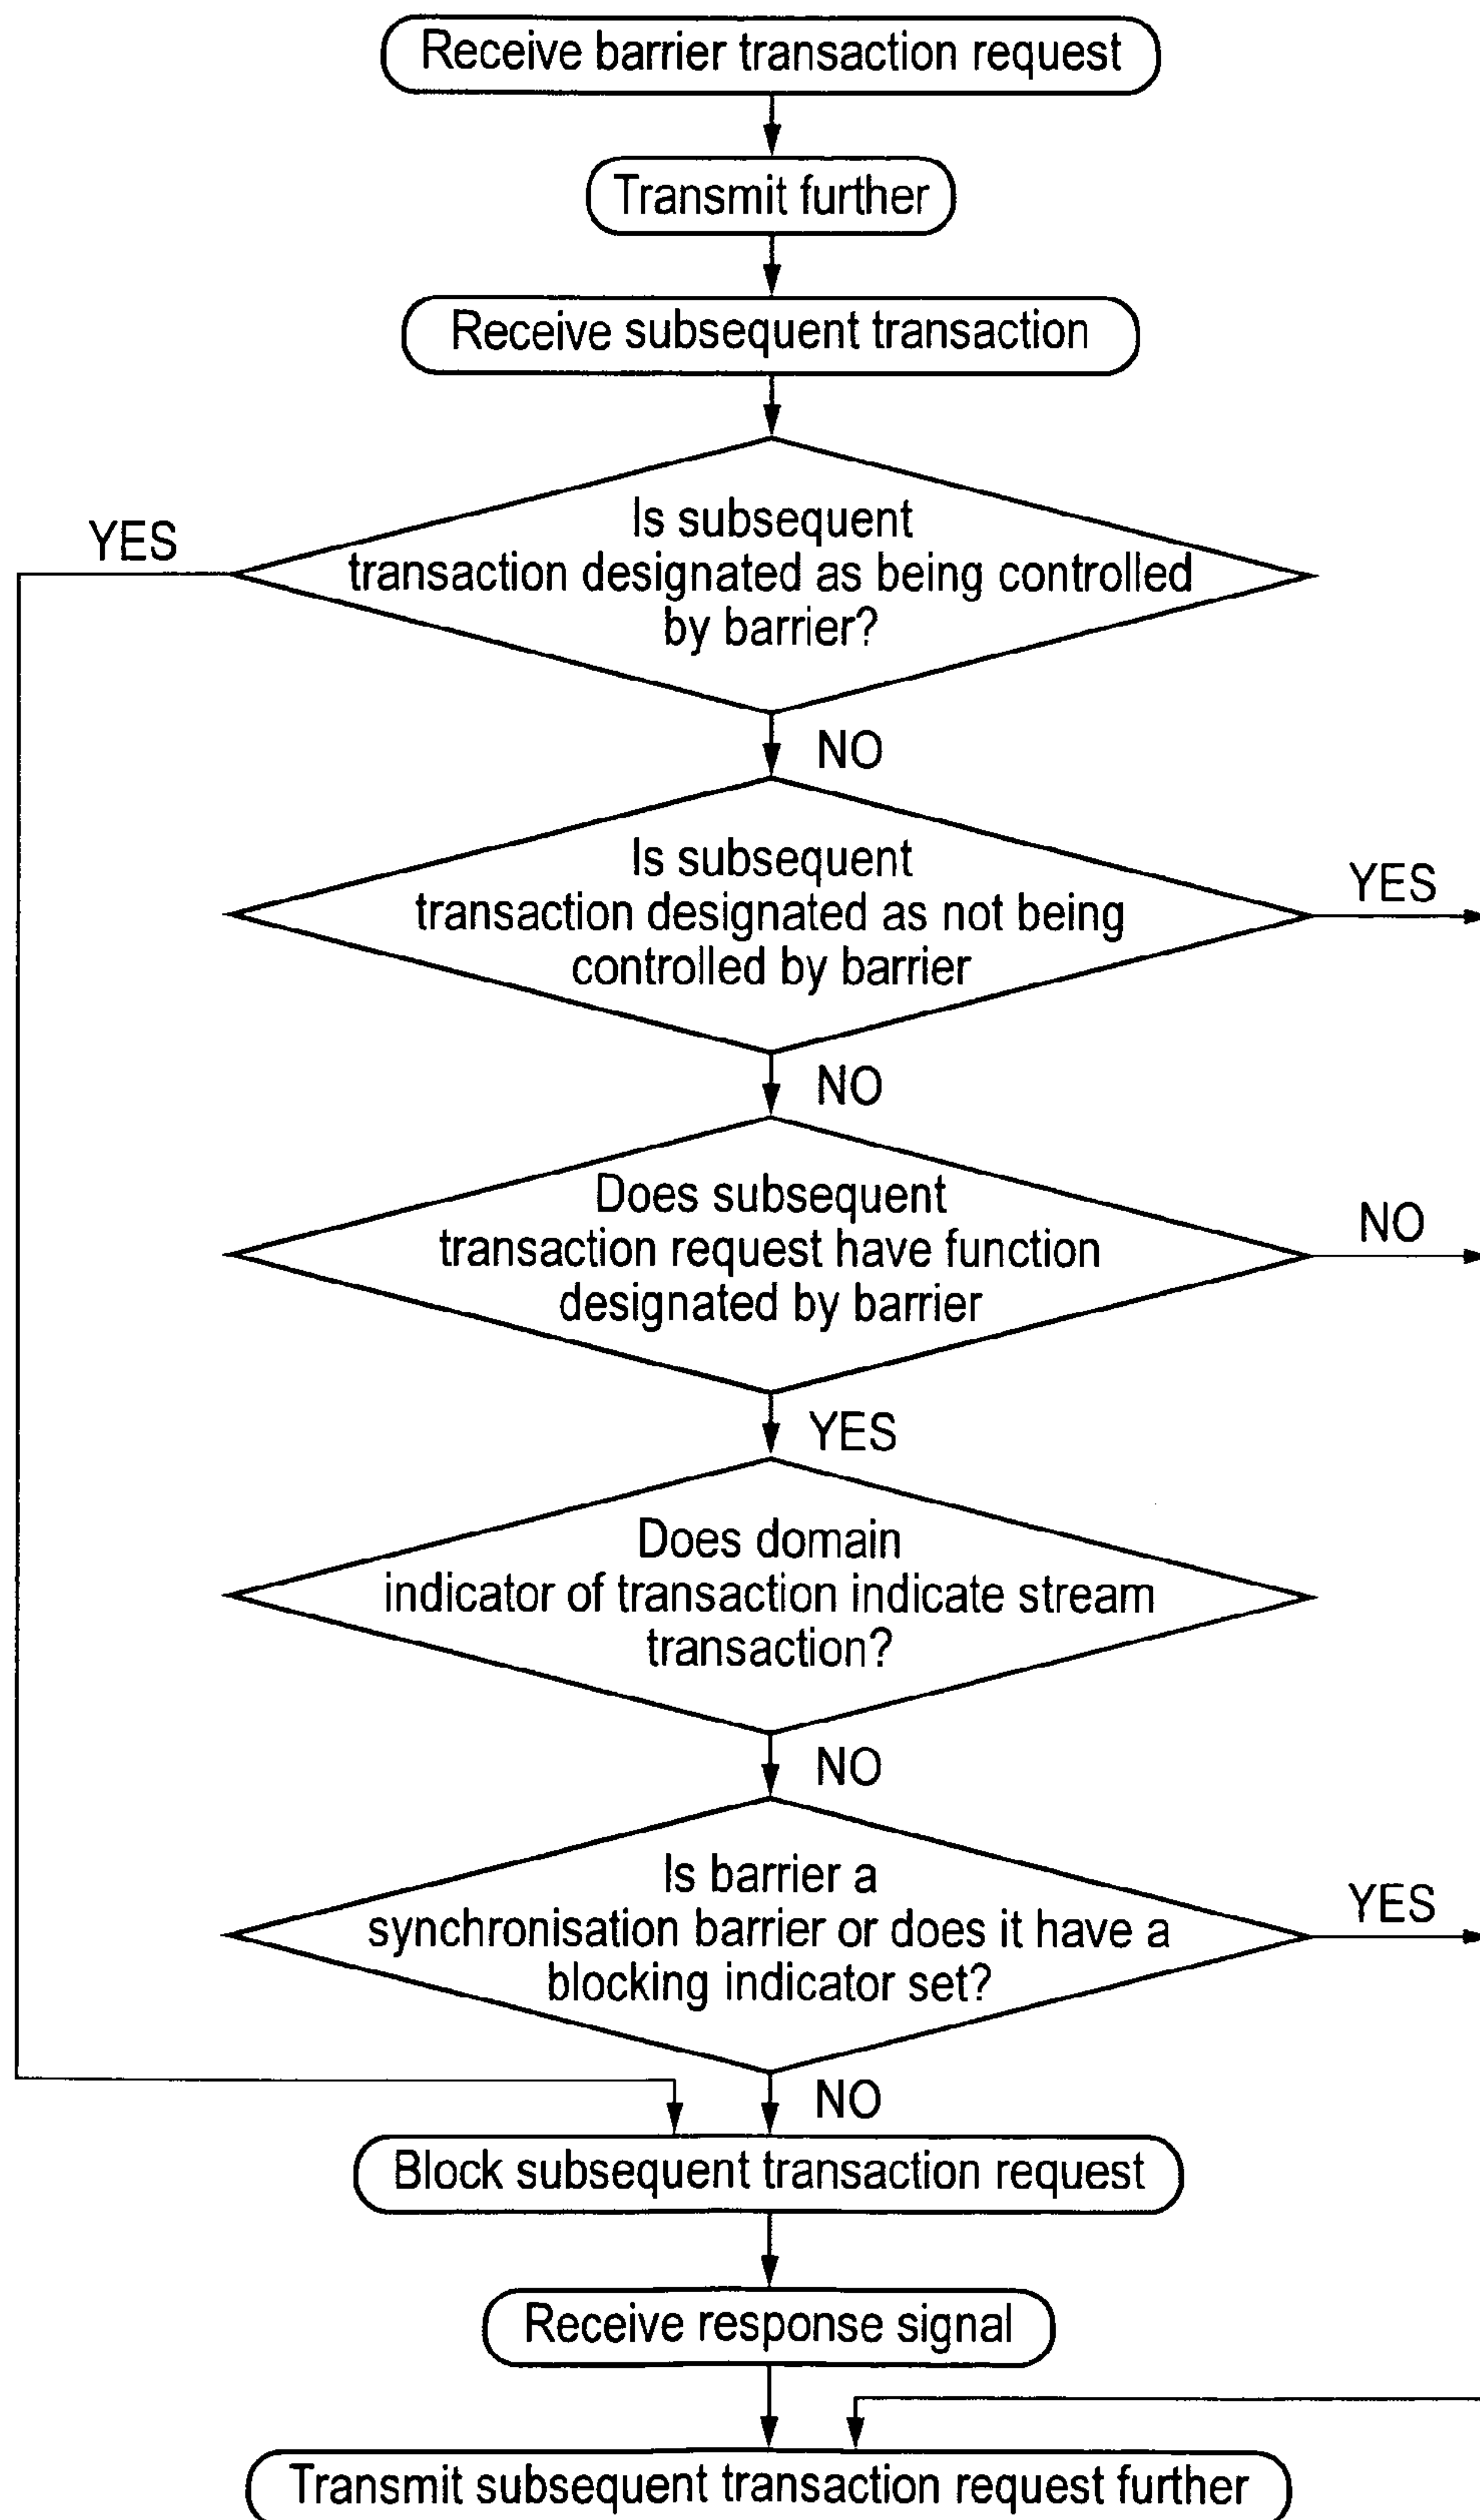 Receive barrier transaction request
Transmit further
Receive subsequent transaction
Is subsequent
transaction designated as being controlled
by barrier?
YES
NO
Is subsequent
transaction designated as not being
controlled by barrier
YES
NO
Does subsequent
transaction request have function
designated by barrier
NO
YES
Does domain
indicator of transaction indicate stream
transaction?
NO
Is barrier a
synchronisation barrier or does it have a
blocking indicator set?
YES
NO
Block subsequent transaction request
Receive response signal
Transmit subsequent transaction request further